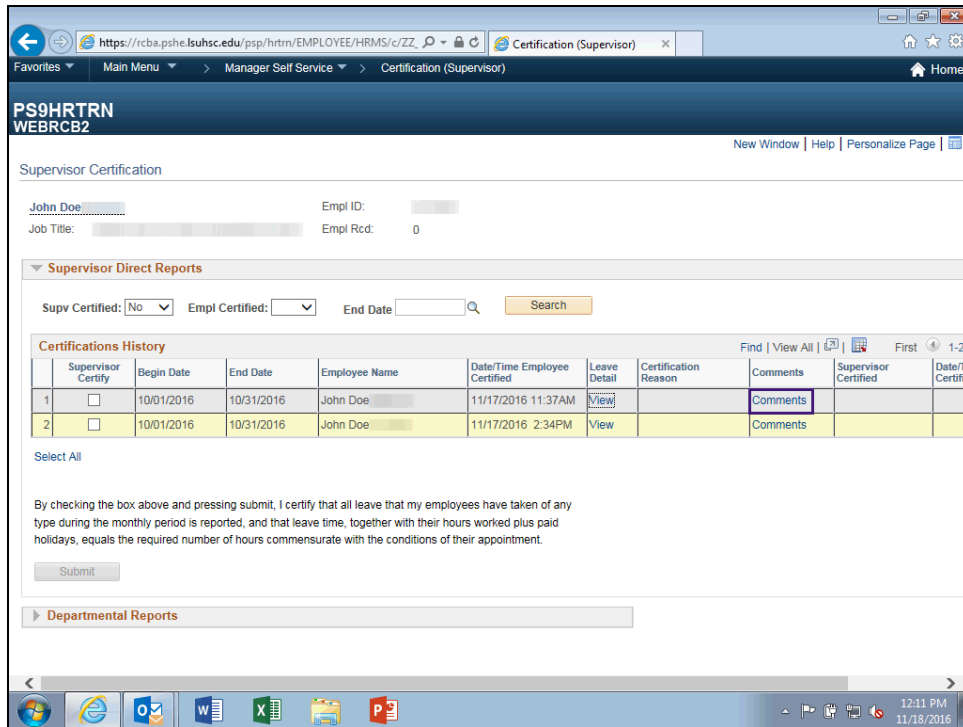 https://rcba.pshe.lsuhsc.edu/psp/hrtrn/EMPLOYEE/HRMS/c/ZZ_
Certification (Supervisor)
Favorites Main Menu > Manager Self Service > Certification (Supervisor) Home
PS9HRTRN
WEBRCB2
New Window | Help | Personalize Page |
Supervisor Certification
John Doe Empl ID:
Job Title: Empl Rcd: 0
Supervisor Direct Reports
Supv Certified: No Empl Certified: End Date Search
Certifications History Find | View All | First 1-2
Supervisor Certify Begin Date End Date Employee Name Date/Time Employee Certified Leave Detail Certification Reason Comments Supervisor Certified Date/T Certifi
1 10/01/2016 10/31/2016 John Doe 11/17/2016 11:37AM View Comments
2 10/01/2016 10/31/2016 John Doe 11/17/2016 2:34PM View Comments
Select All
By checking the box above and pressing submit, I certify that all leave that my employees have taken of any
type during the monthly period is reported, and that leave time, together with their hours worked plus paid
holidays, equals the required number of hours commensurate with the conditions of their appointment.
Submit
Departmental Reports
12:11 PM
11/18/2016